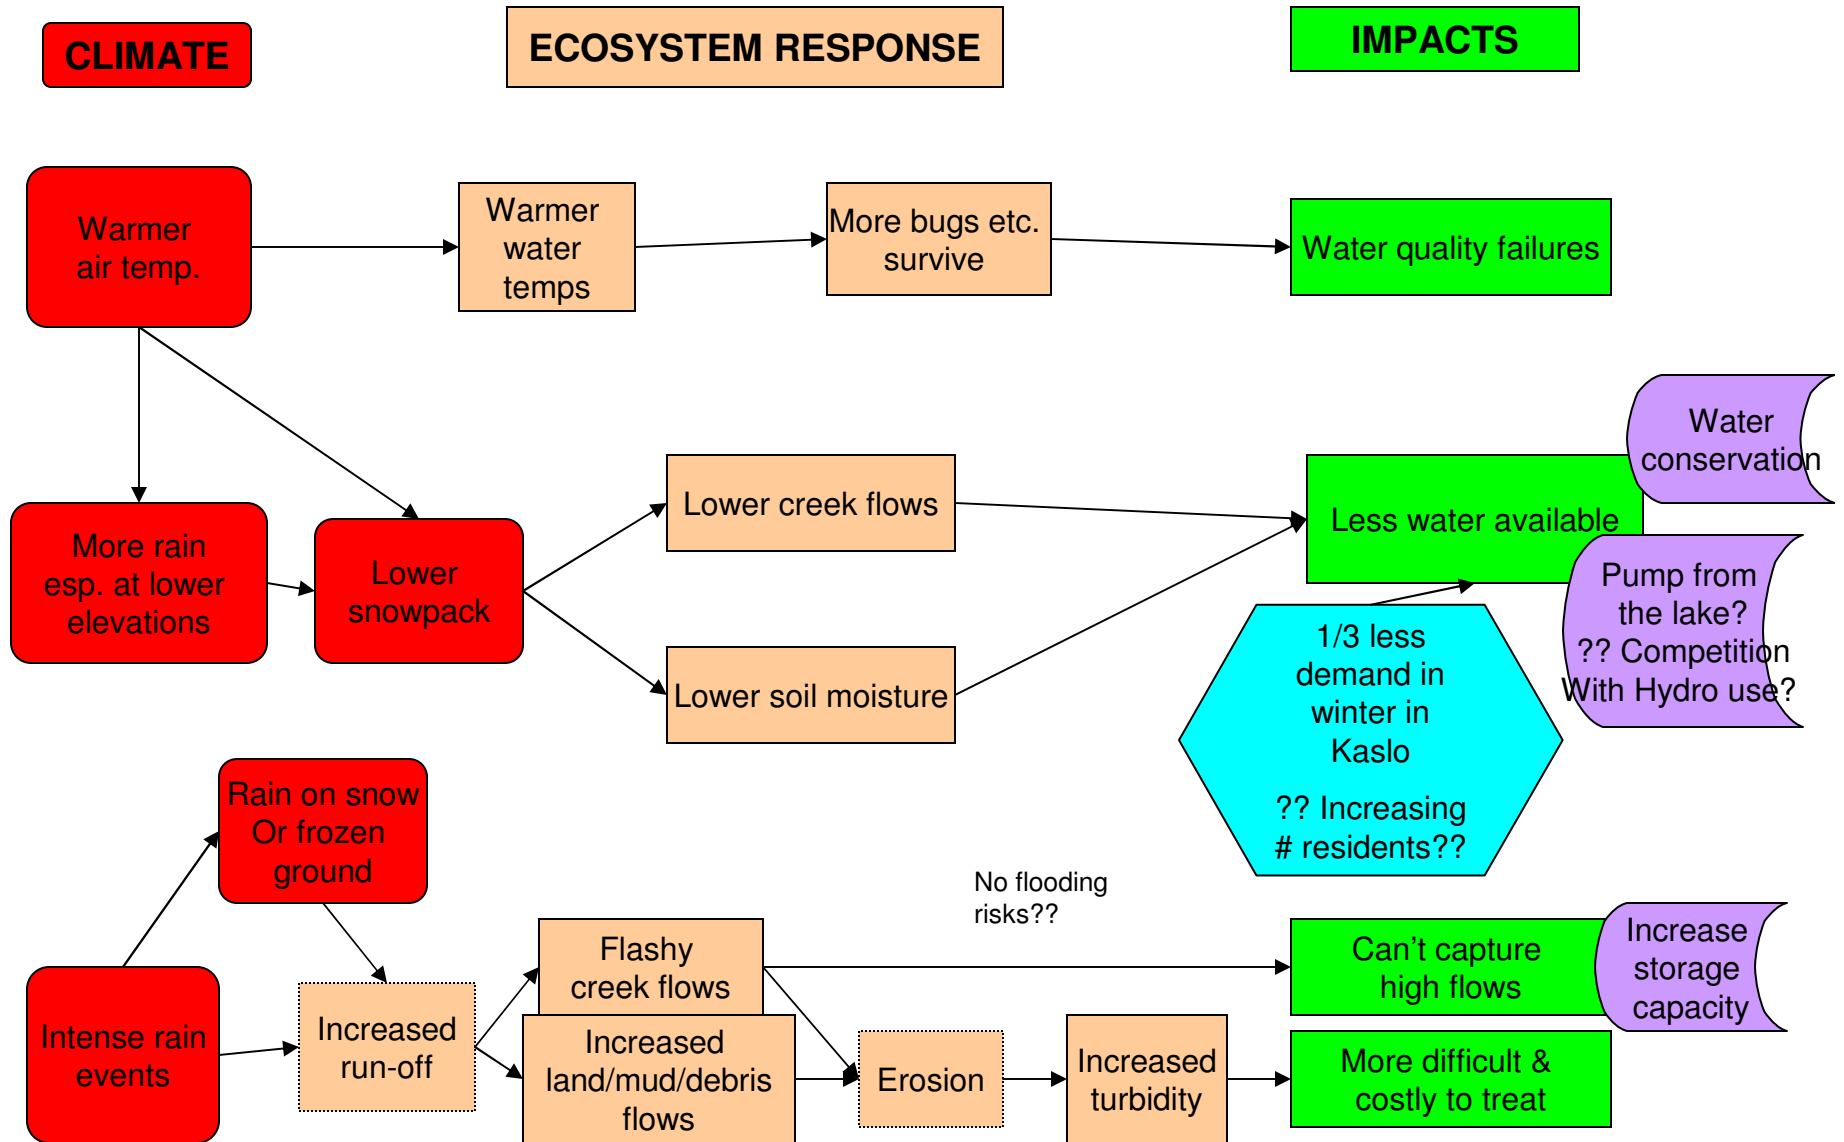 CLIMATE
ECOSYSTEM RESPONSE
IMPACTS
Warmer
air temp.
Warmer
water
temps
More bugs etc.
survive
Water quality failures
Water
conservation
More rain
esp. at lower
elevations
Lower
snowpack
Lower creek flows
Less water available
Pump from
the lake?
?? Competition
With Hydro use?
Lower soil moisture
1/3 less
demand in
winter in
Kaslo
?? Increasing
# residents??
Rain on snow
Or frozen
ground
No flooding
risks??
Intense rain
events
Increased
run-off
Flashy
creek flows
Can’t capture
high flows
Increase
storage
capacity
Increased
land/mud/debris
flows
Erosion
Increased
turbidity
More difficult &
costly to treat